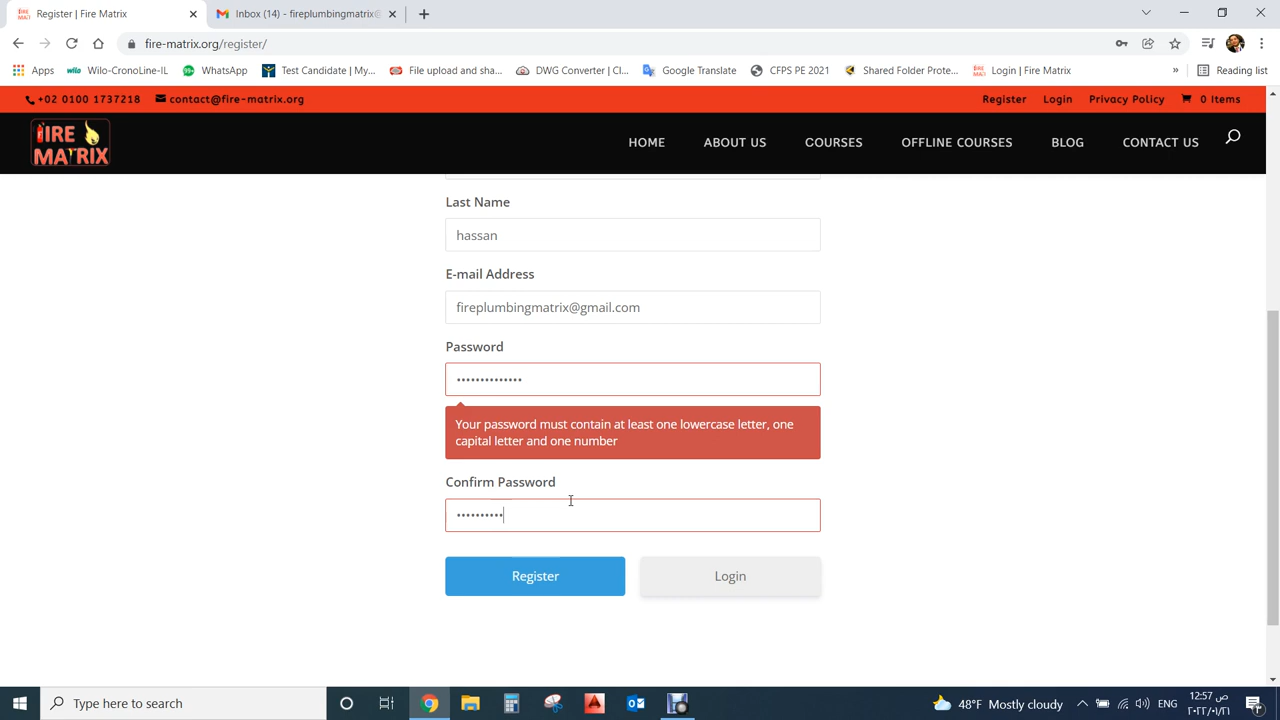 Register | Fire Matrix
Inbox (14) - fireplumbingmatrix@
fire-matrix.org/register/
Apps
wilo Wilo-CronoLine-IL
99+ WhatsApp
Test Candidate | My...
File upload and sha...
DWG Converter | Cl...
Google Translate
CFPS PE 2021
Shared Folder Prote...
Login | Fire Matrix
»
Reading list
+02 0100 1737218
contact@fire-matrix.org
Register
Login
Privacy Policy
0 Items
FIRE
MATRIX
HOME
ABOUT US
COURSES
OFFLINE COURSES
BLOG
CONTACT US
Last Name
hassan
E-mail Address
fireplumbingmatrix@gmail.com
Password
••••••••••••••
Your password must contain at least one lowercase letter, one
capital letter and one number
Confirm Password
••••••••••
Register
Login
Type here to search
48°F Mostly cloudy
ENG
12:57 ص